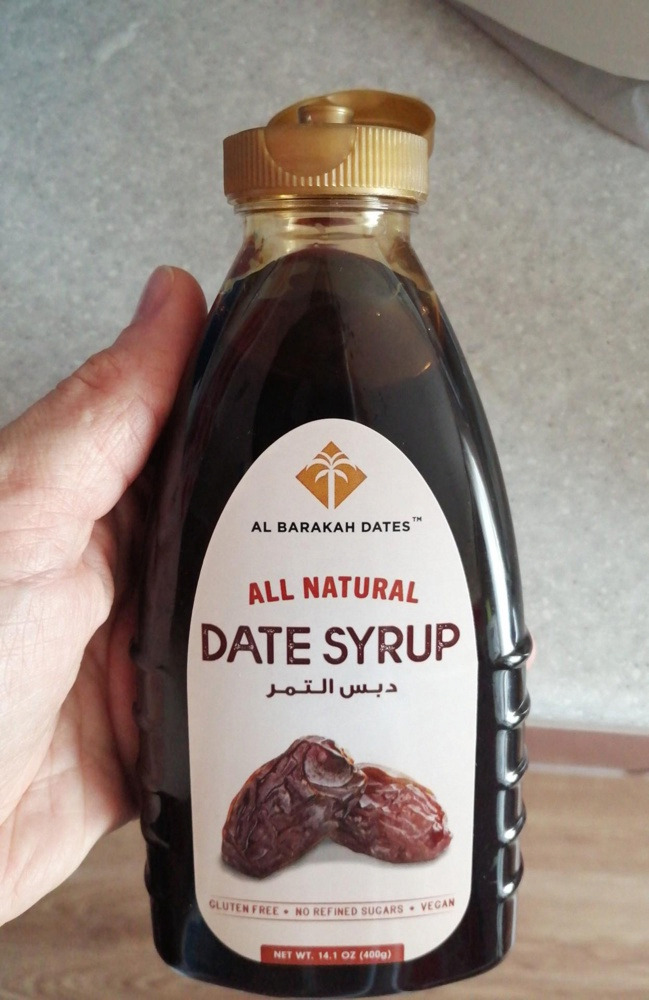 AL BARAKAH DATES™
ALL NATURAL
DATE SYRUP
دبس التمر
GLUTEN FREE • NO REFINED SUGARS • VEGAN
NET WT. 14.1 OZ (400g)